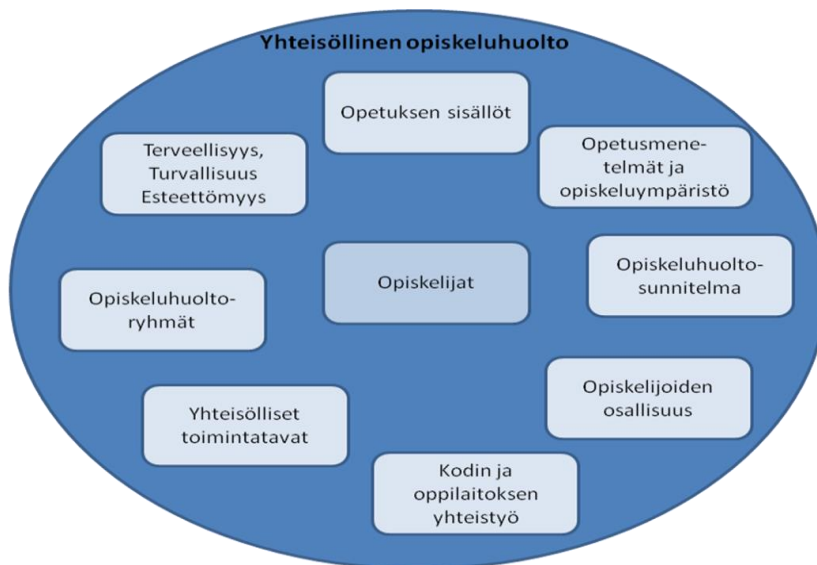 Yhteisöllinen opiskeluhuolto
Opetuksen sisällöt
Terveellisyys,
Turvallisuus
Esteettömyys
Opetusmene-
telmät ja
opiskeluympäristö
Opiskelijat
Opiskeluhuolto-
sunnitelma
Opiskeluhuolto-
ryhmät
Opiskelijoiden
osallisuus
Yhteisölliset
toimintatavat
Kodin ja
oppilaitoksen
yhteistyö